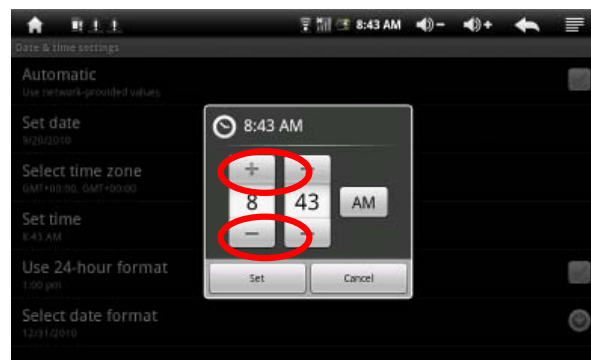 8:43 AM
Date & time settings
Automatic
Use network-provided values
Set date
9/20/2010
8:43 AM
Select time zone
GMT+00:00, GMT+00:00
+ +
8 43 AM
- -
Set time
8:43 AM
Use 24-hour format
1:00 pm
Set Cancel
Select date format
12/31/2010